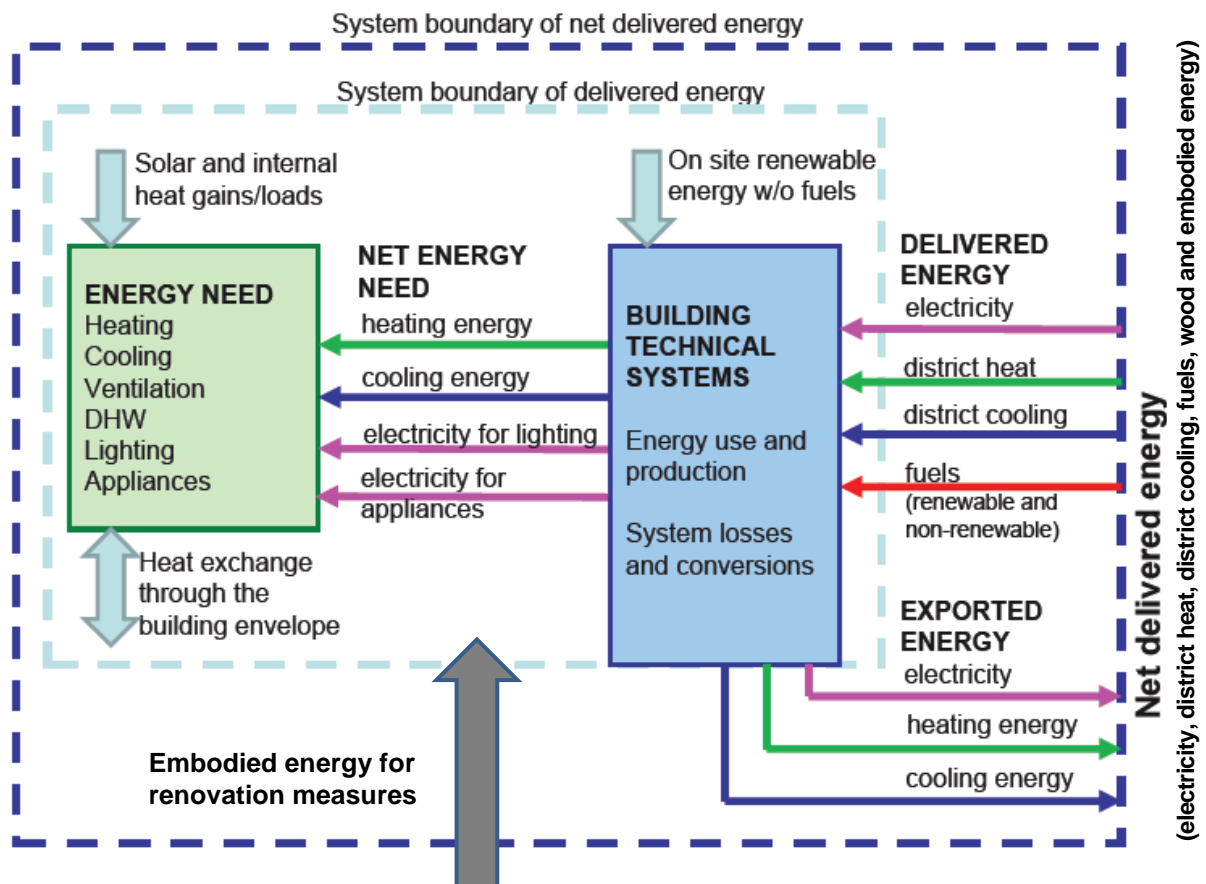 System boundary of net delivered energy
System boundary of delivered energy
Solar and internal
heat gains/loads
On site renewable
energy w/o fuels
ENERGY NEED
Heating
Cooling
Ventilation
DHW
Lighting
Appliances
NET ENERGY
NEED
heating energy
cooling energy
electricity for lighting
electricity for
appliances
BUILDING
TECHNICAL
SYSTEMS
Energy use and
production
System losses
and conversions
DELIVERED
ENERGY
electricity
district heat
district cooling
fuels
(renewable and
non-renewable)
Heat exchange
through the
building envelope
EXPORTED
ENERGY
electricity
heating energy
cooling energy
Embodied energy for
renovation measures
Net delivered energy
(electricity, district heat, district cooling, fuels, wood and embodied energy)